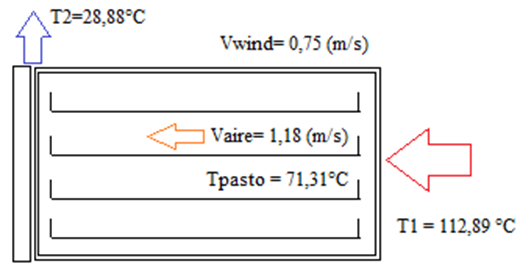 T2=28,88°C
Vwind= 0,75 (m/s)
Vaire= 1,18 (m/s)
Tpasto = 71,31°C
T1 = 112,89 °C